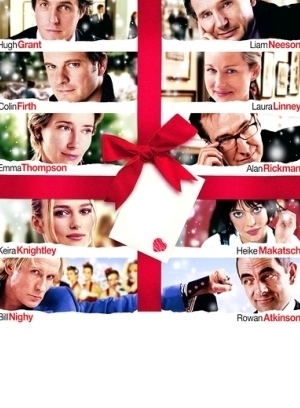 Hugh Grant
Liam Neeson
Colin Firth
Laura Linney
Emma Thompson
Alan Rickman
Keira Knightley
Heike Makatsch
Bill Nighy
Rowan Atkinson